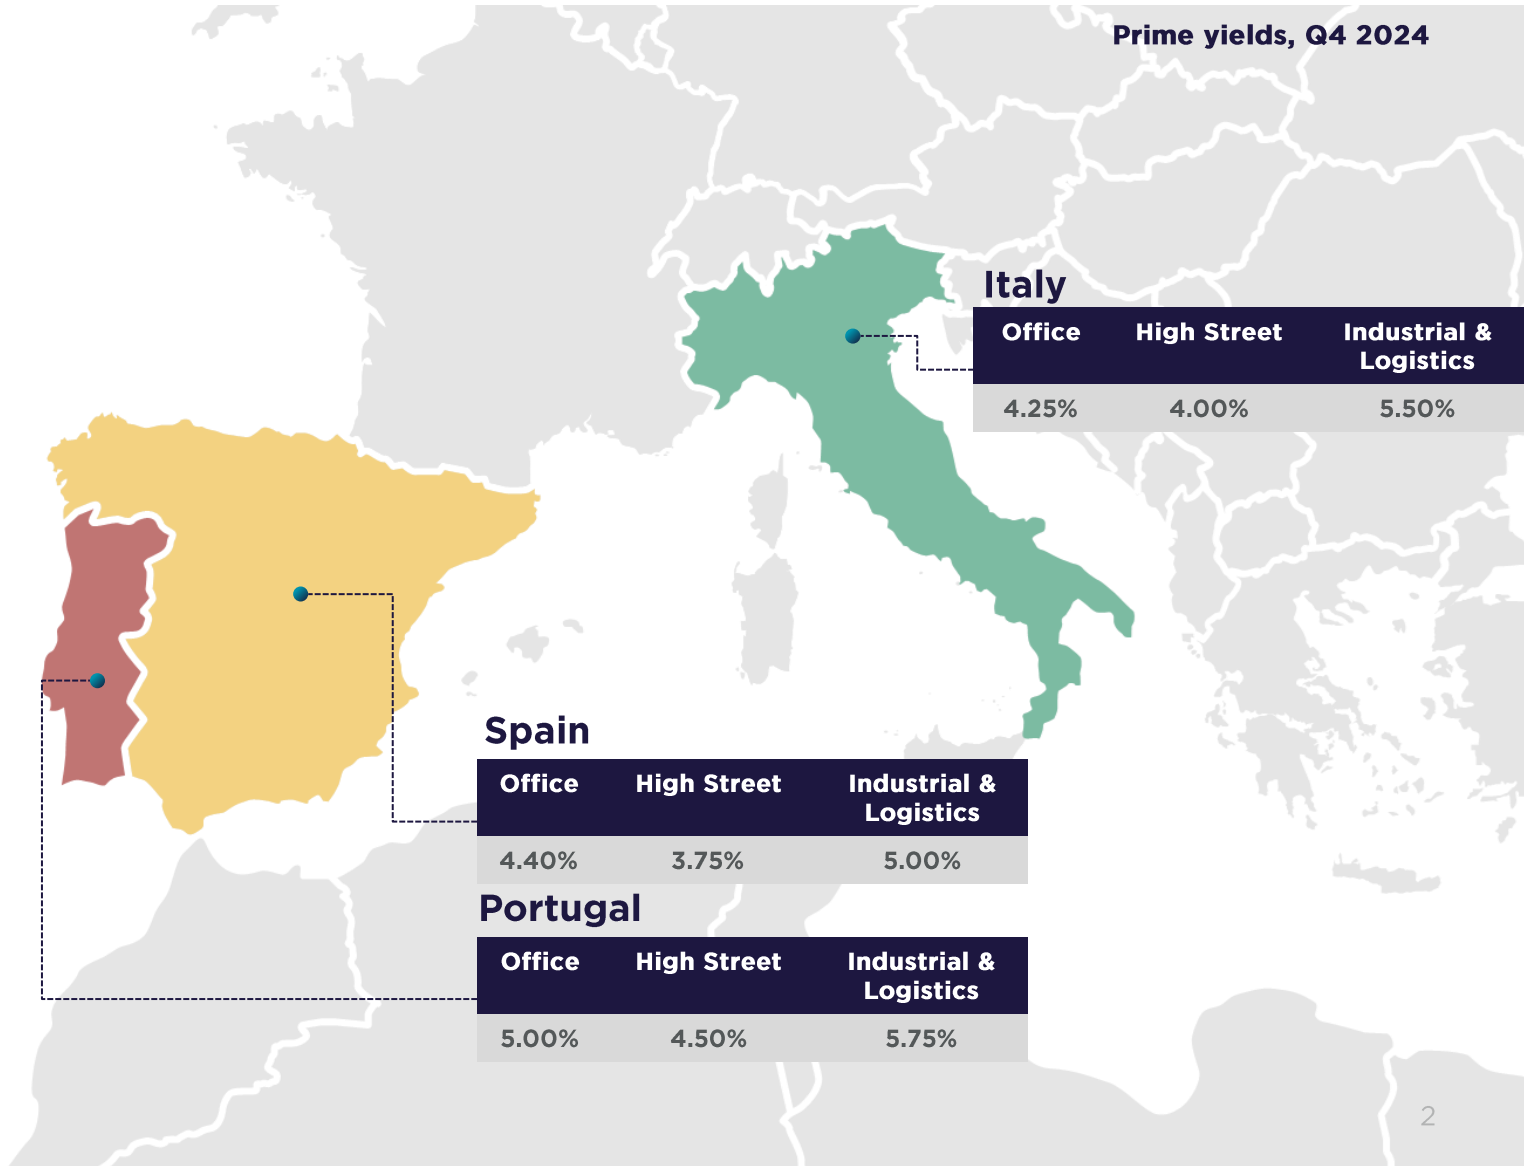 Prime yields, Q4 2024
Italy
Office High Street Industrial &
Logistics
4.25% 4.00% 5.50%
Spain
Office High Street Industrial &
Logistics
4.40% 3.75% 5.00%
Portugal
Office High Street Industrial &
Logistics
5.00% 4.50% 5.75%
2